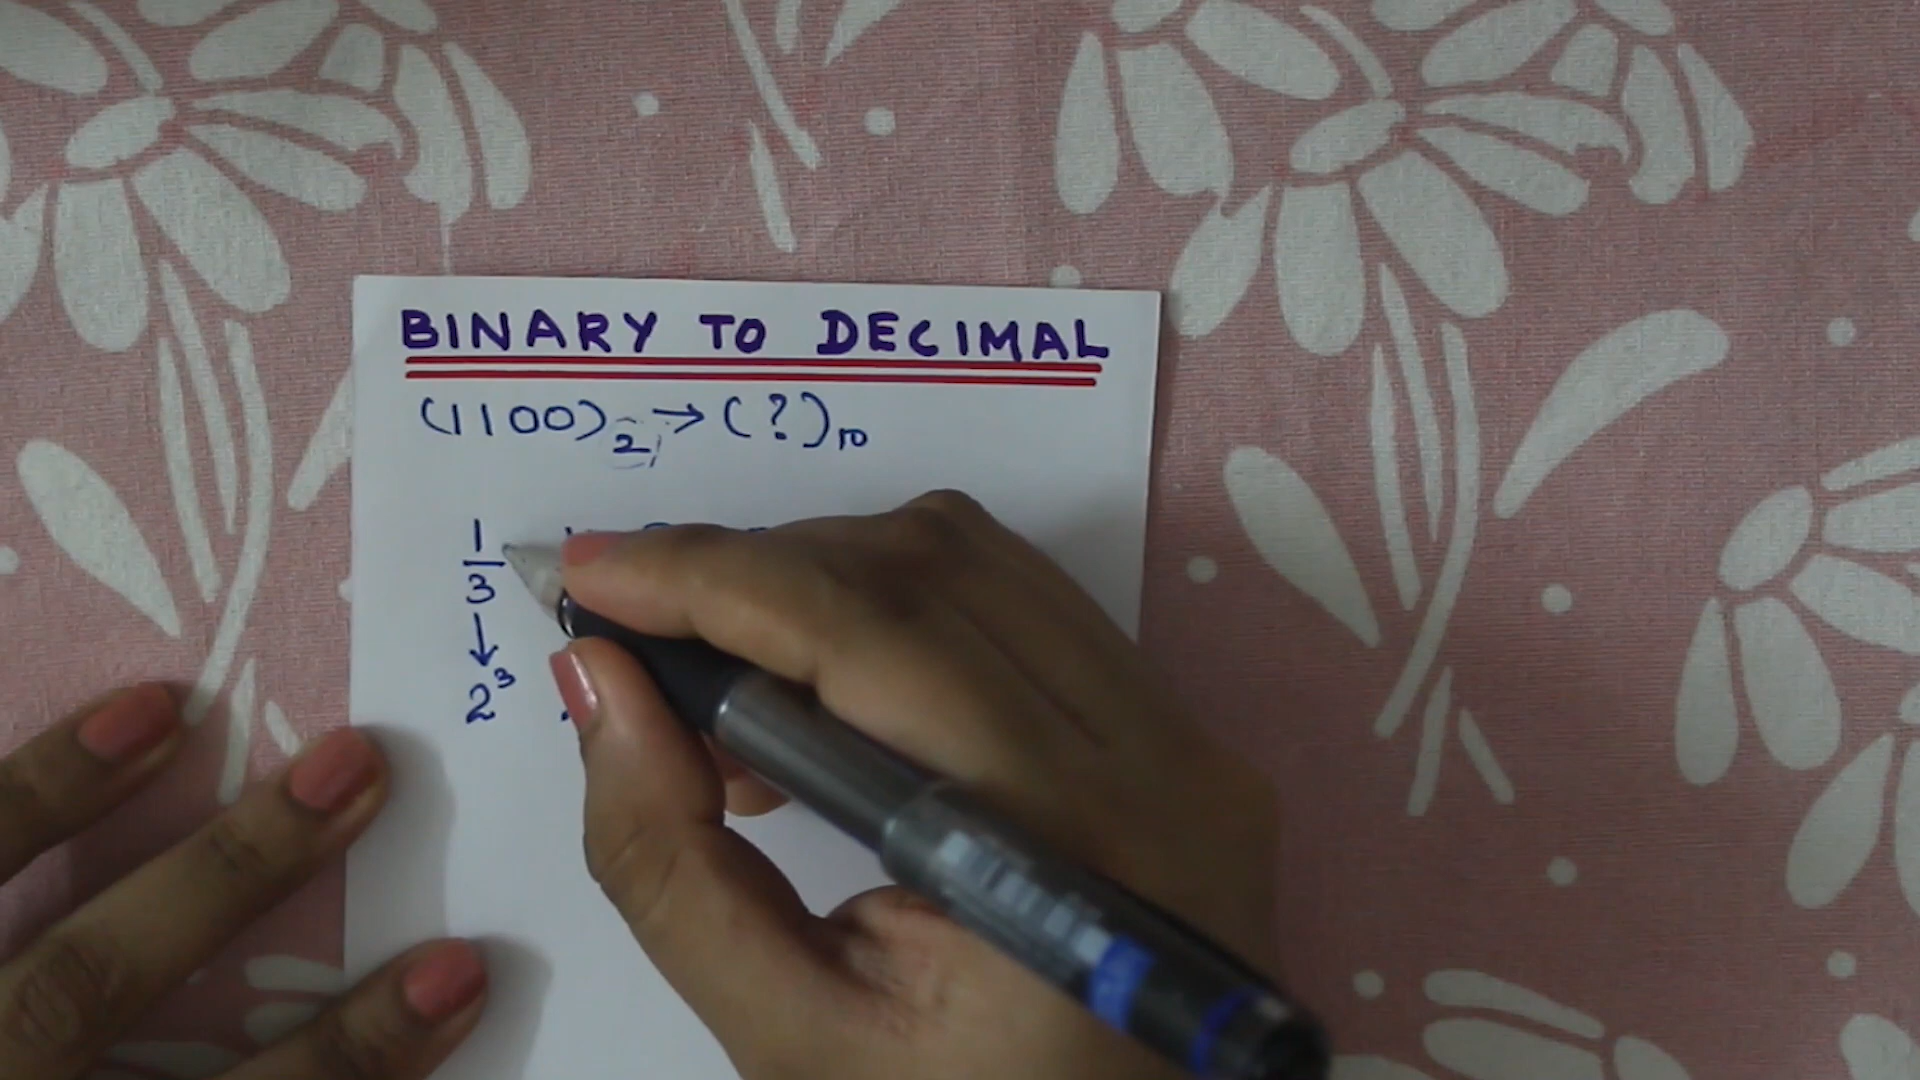 BINARY TO DECIMAL
(1100)2 → (?)10
1
3
↓
2³